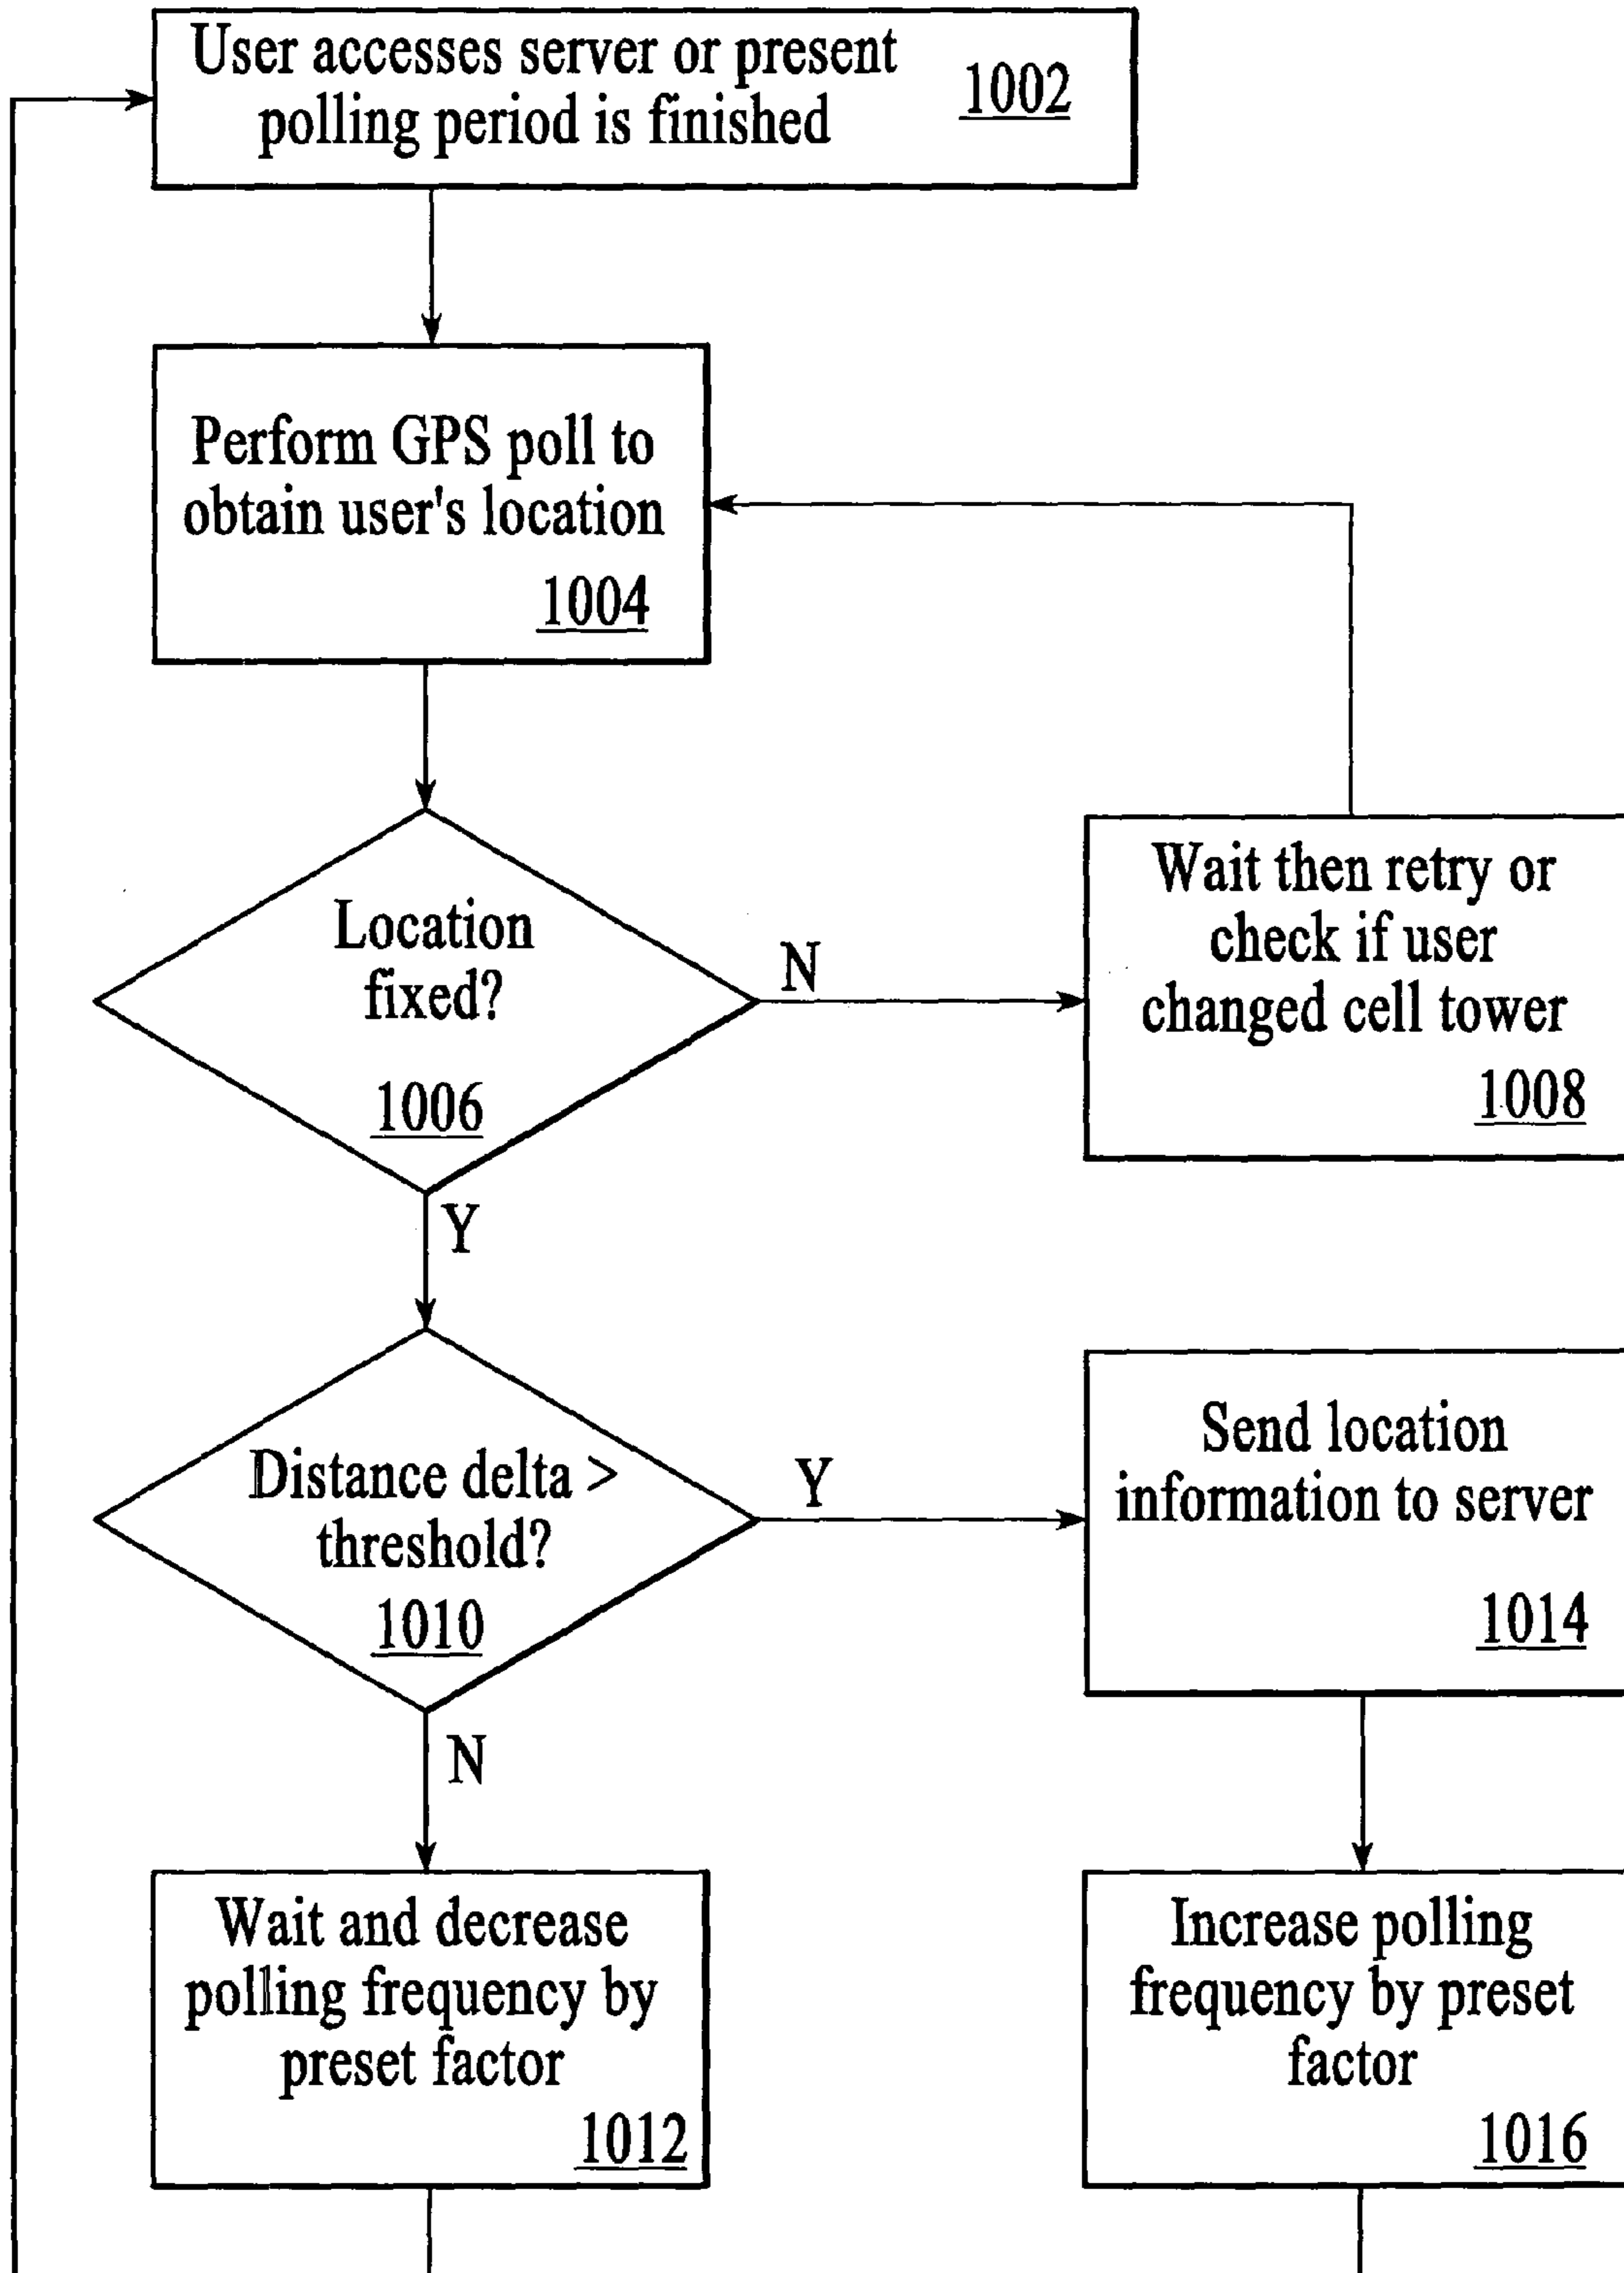 User accesses server or present
polling period is finished
1002
Perform GPS poll to
obtain user's location
1004
Location
fixed?
1006
N
Y
Wait then retry or
check if user
changed cell tower
1008
Distance delta >
threshold?
1010
Y
N
Send location
information to server
1014
Wait and decrease
polling frequency by
preset factor
1012
Increase polling
frequency by preset
factor
1016